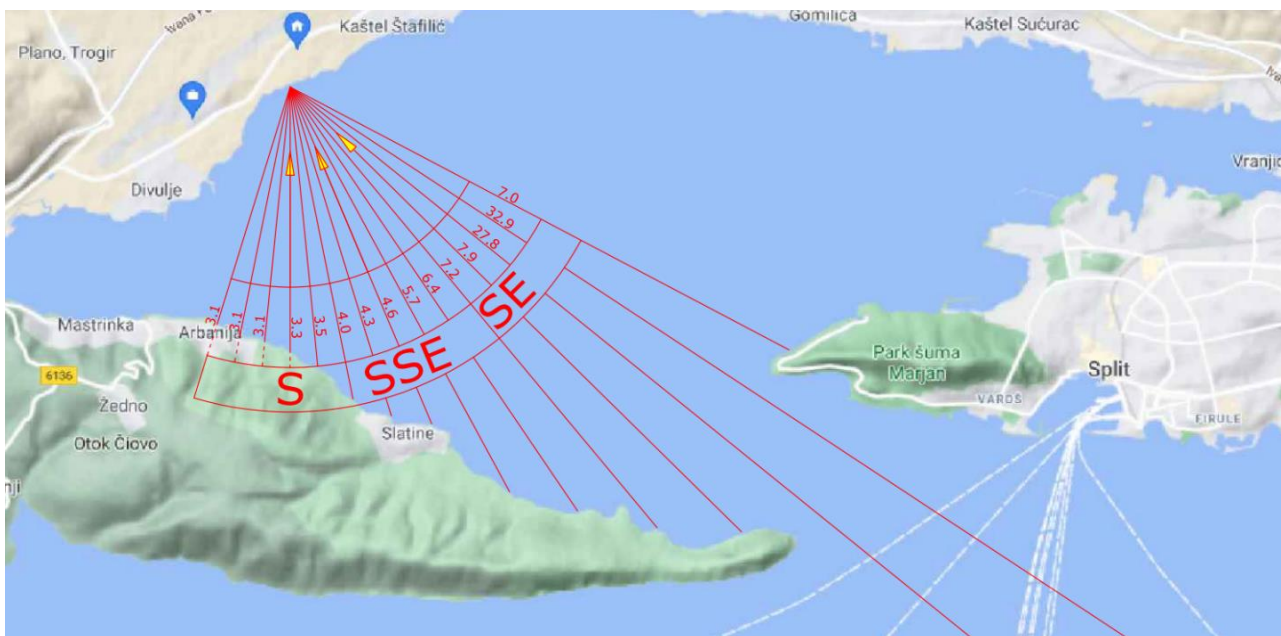 Ivana
Kaštel Štafilić
Gomilica
Kaštel Sućurac
Plano, Trogir
Divulje
Vranjic
7.0
32.9
27.8
7.9
7.2
6.4
5.7
4.6
4.3
4.0
3.5
3.3
3.1
3.1
3.1
SE
SSE
S
Mastrinka
Arbanija
6136
Žedno
Otok Čiovo
Slatine
Park šuma
Marjan
Split
VAROŠ
FIRULE